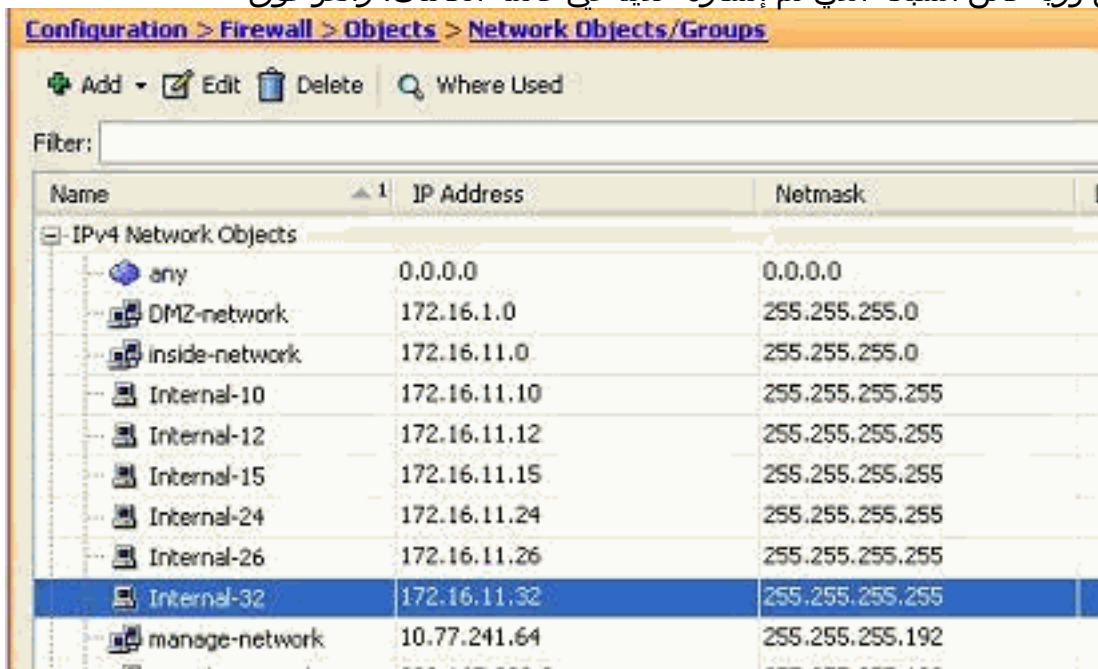 Configuration > Firewall > Objects > Network Objects/Groups
Add Edit Delete Where Used
Filter:
Name 1 IP Address Netmask
IPv4 Network Objects
any 0.0.0.0 0.0.0.0
DMZ-network 172.16.1.0 255.255.255.0
inside-network 172.16.11.0 255.255.255.0
Internal-10 172.16.11.10 255.255.255.255
Internal-12 172.16.11.12 255.255.255.255
Internal-15 172.16.11.15 255.255.255.255
Internal-24 172.16.11.24 255.255.255.255
Internal-26 172.16.11.26 255.255.255.255
Internal-32 172.16.11.32 255.255.255.255
manage-network 10.77.241.64 255.255.255.192